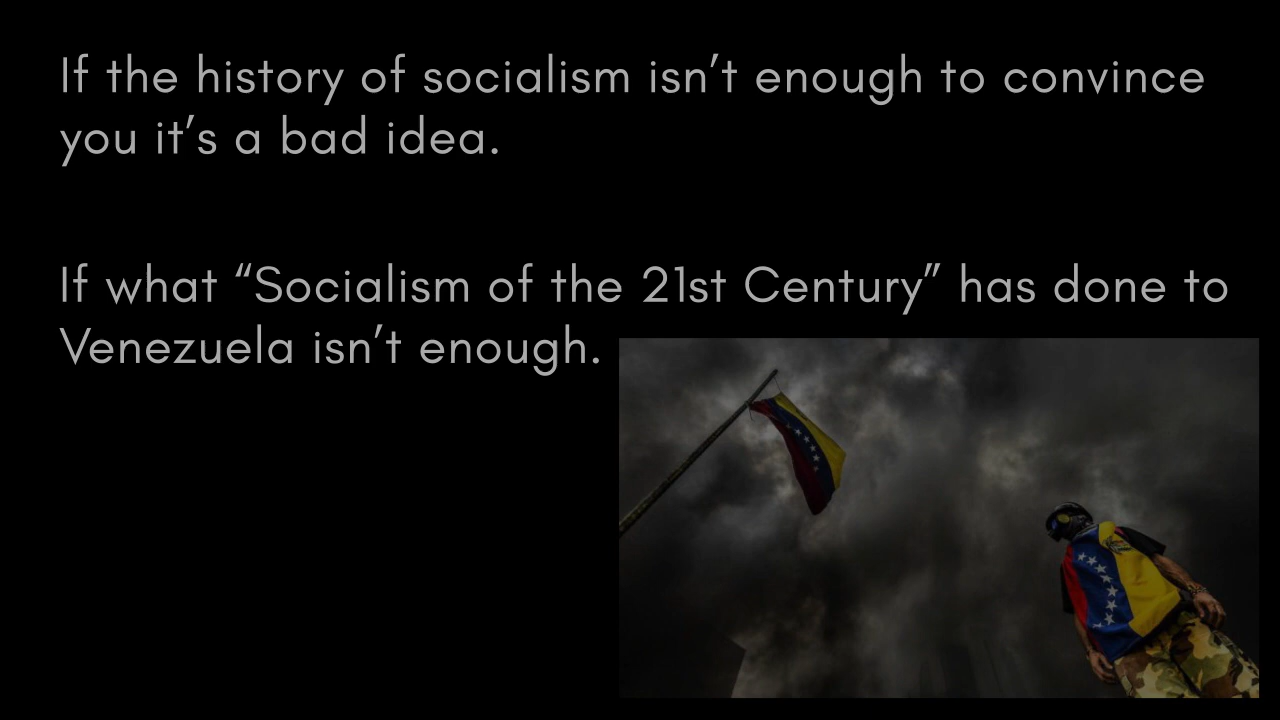 If the history of socialism isn’t enough to convince
you it’s a bad idea.
If what “Socialism of the 21st Century” has done to
Venezuela isn’t enough.